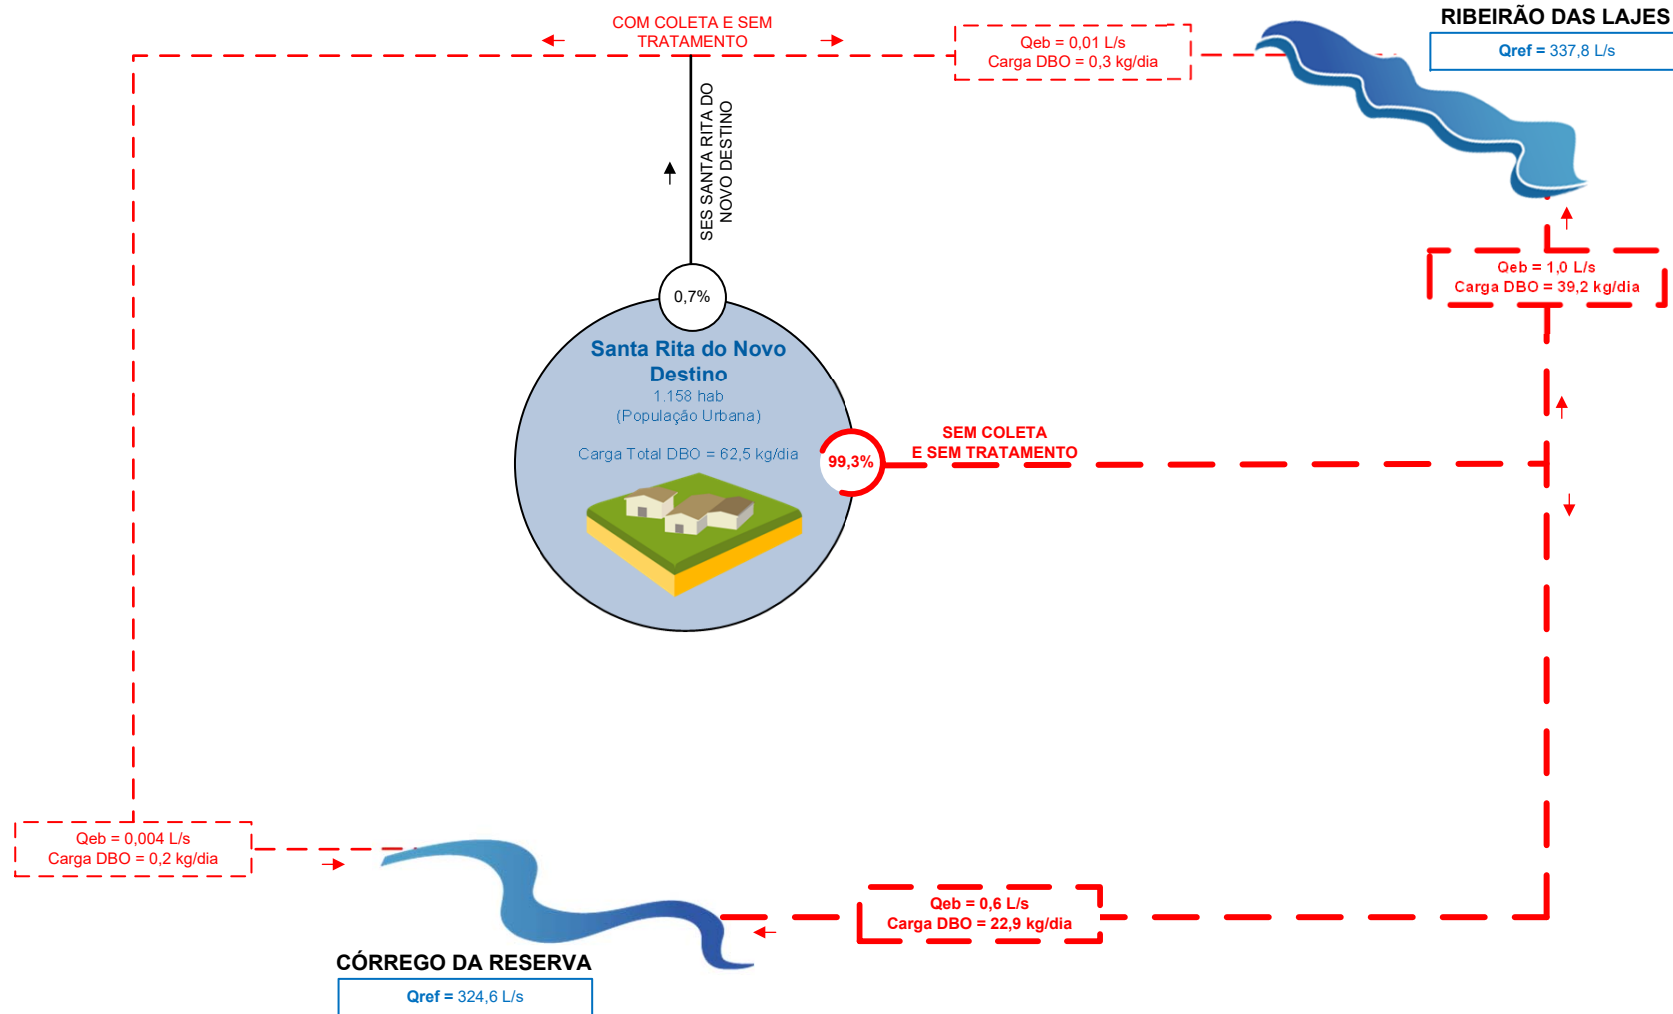 COM COLETA E SEM
TRATAMENTO
Qeb = 0,01 L/s
Carga DBO = 0,3 kg/dia
RIBEIRÃO DAS LAJES
Qref = 337,8 L/s
SES SANTA RITA DO
NOVO DESTINO
Qeb = 1,0 L/s
Carga DBO = 39,2 kg/dia
0,7%
Santa Rita do Novo
Destino
1.158 hab
(População Urbana)
Carga Total DBO = 62,5 kg/dia
99,3%
SEM COLETA
E SEM TRATAMENTO
Qeb = 0,004 L/s
Carga DBO = 0,2 kg/dia
Qeb = 0,6 L/s
Carga DBO = 22,9 kg/dia
CÓRREGO DA RESERVA
Qref = 324,6 L/s